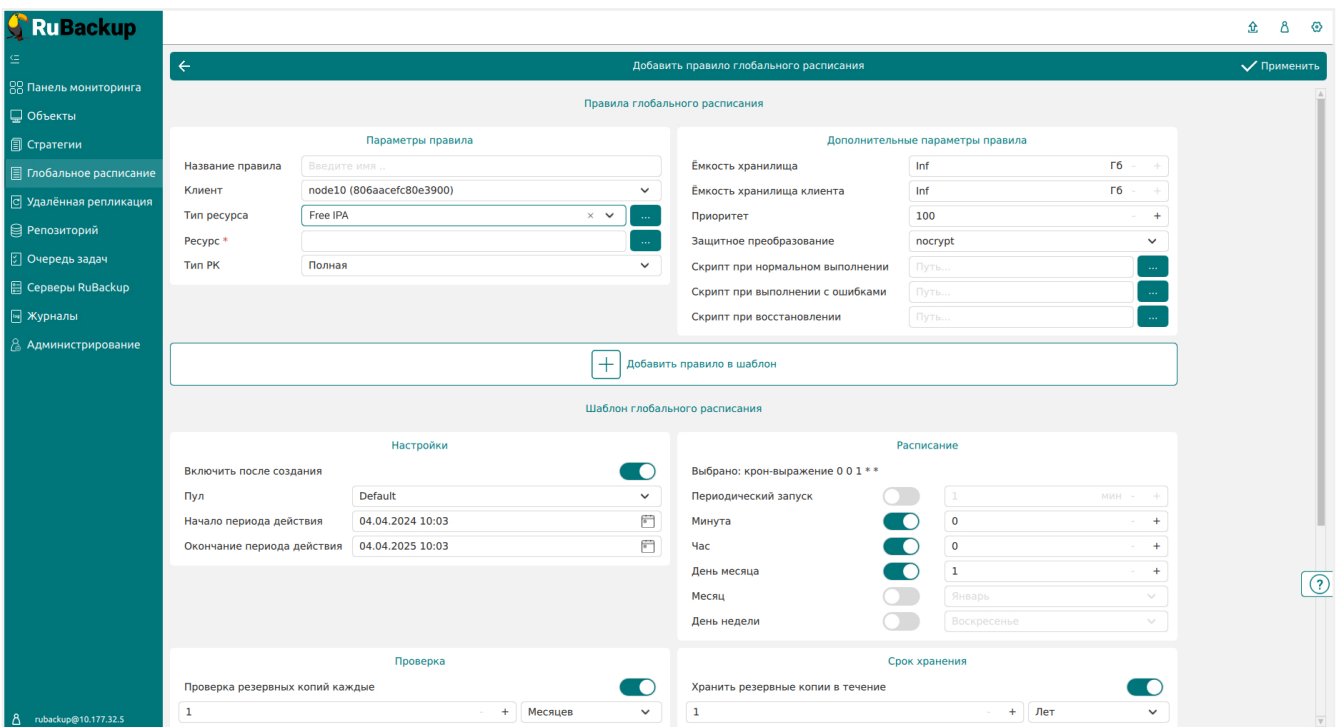 RuBackup
Панель мониторинга
Объекты
Стратегии
Глобальное расписание
Удалённая репликация
Репозиторий
Очередь задач
Серверы RuBackup
Журналы
Администрирование
rubackup@10.177.32.5
Добавить правило глобального расписания
Применить
Правила глобального расписания
Параметры правила
Название правила Введите имя ..
Клиент node10 (806aacefc80e3900)
Тип ресурса Free IPA × ...
Ресурс * ...
Тип РК Полная
Дополнительные параметры правила
Ёмкость хранилища Inf Гб - +
Ёмкость хранилища клиента Inf Гб - +
Приоритет 100 - +
Защитное преобразование nocrypt
Скрипт при нормальном выполнении Путь... ...
Скрипт при выполнении с ошибками Путь... ...
Скрипт при восстановлении Путь... ...
+ Добавить правило в шаблон
Шаблон глобального расписания
Настройки
Включить после создания
Пул Default
Начало периода действия 04.04.2024 10:03
Окончание периода действия 04.04.2025 10:03
Расписание
Выбрано: крон-выражение 0 0 1 * *
Периодический запуск 1 мин - +
Минута 0 - +
Час 0 - +
День месяца 1 - +
Месяц Январь
День недели Воскресенье
Проверка
Проверка резервных копий каждые
1 - + Месяцев
Срок хранения
Хранить резервные копии в течение
1 - + Лет
?